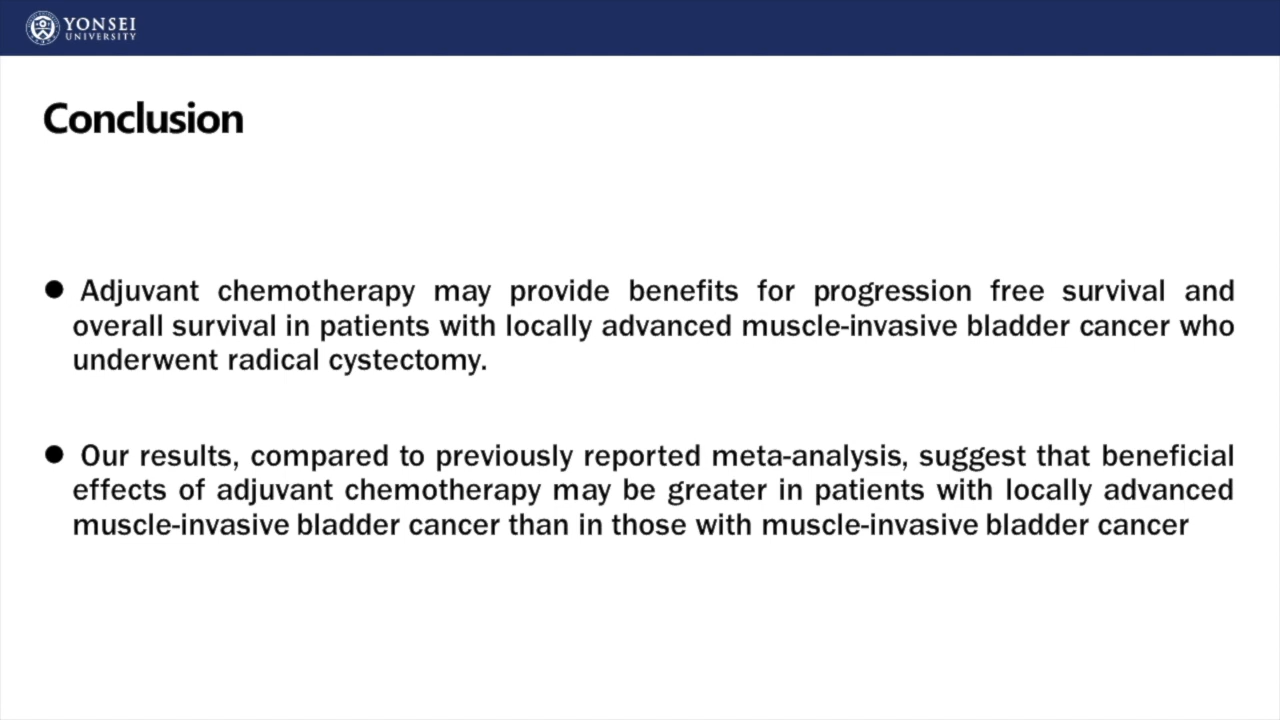 YONSEI
UNIVERSITY
Conclusion
● Adjuvant chemotherapy may provide benefits for progression free survival and
overall survival in patients with locally advanced muscle-invasive bladder cancer who
underwent radical cystectomy.
● Our results, compared to previously reported meta-analysis, suggest that beneficial
effects of adjuvant chemotherapy may be greater in patients with locally advanced
muscle-invasive bladder cancer than in those with muscle-invasive bladder cancer